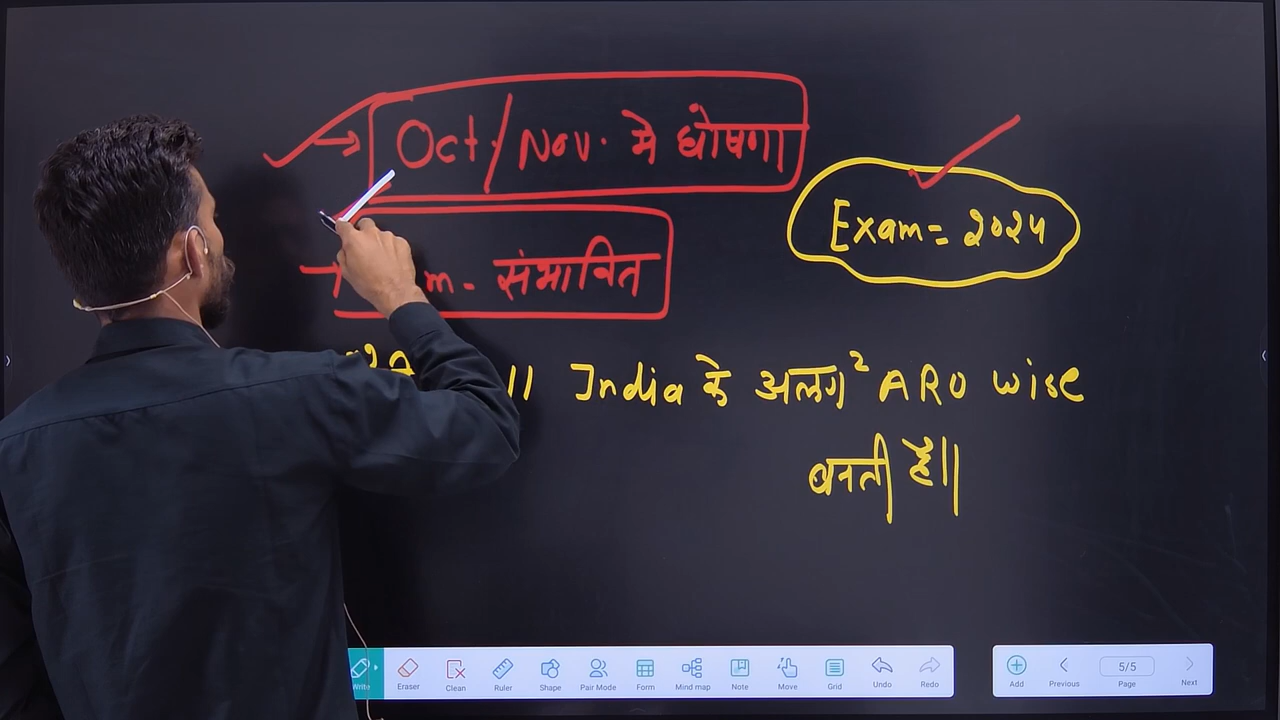 → Oct./Nov. मे घोषणा
Exam = 2024
m - संभावित
|| India के अलग² ARO wise
बनती है||
Write
Eraser
Clean
Ruler
Shape
Pair Mode
Form
Mind map
Note
Move
Grid
Undo
Redo
Add
Previous
5/5
Page
Next